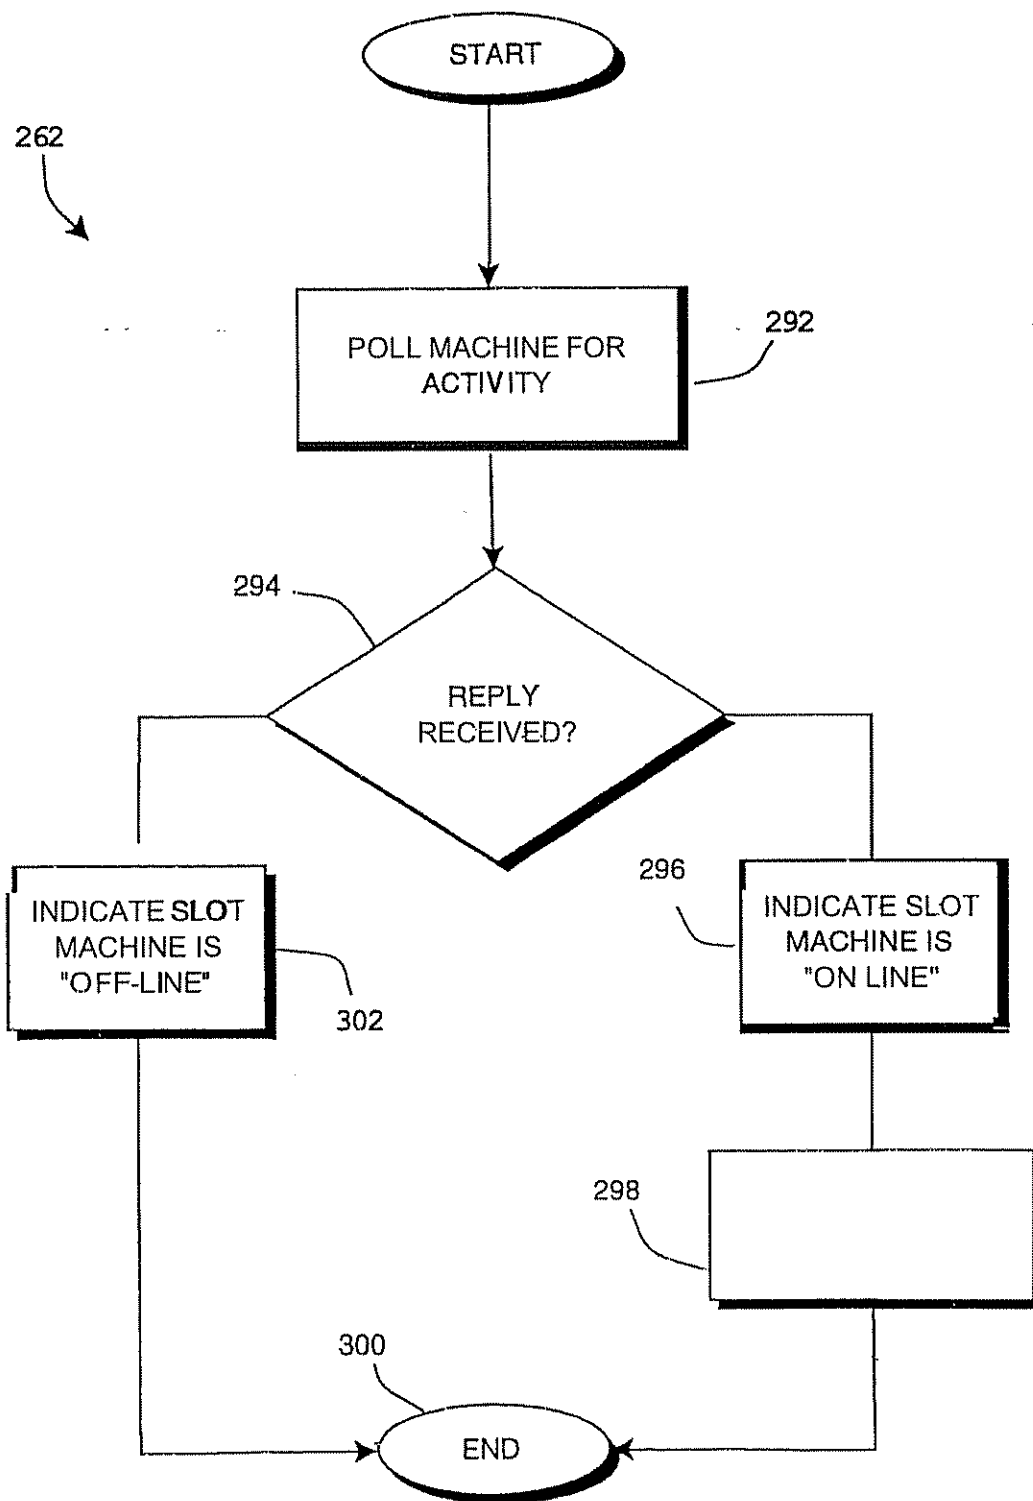 START
262
POLL MACHINE FOR
ACTIVITY
292
294
REPLY
RECEIVED?
INDICATE SLOT
MACHINE IS
"OFF-LINE"
302
296
INDICATE SLOT
MACHINE IS
"ON LINE"
298
300
END